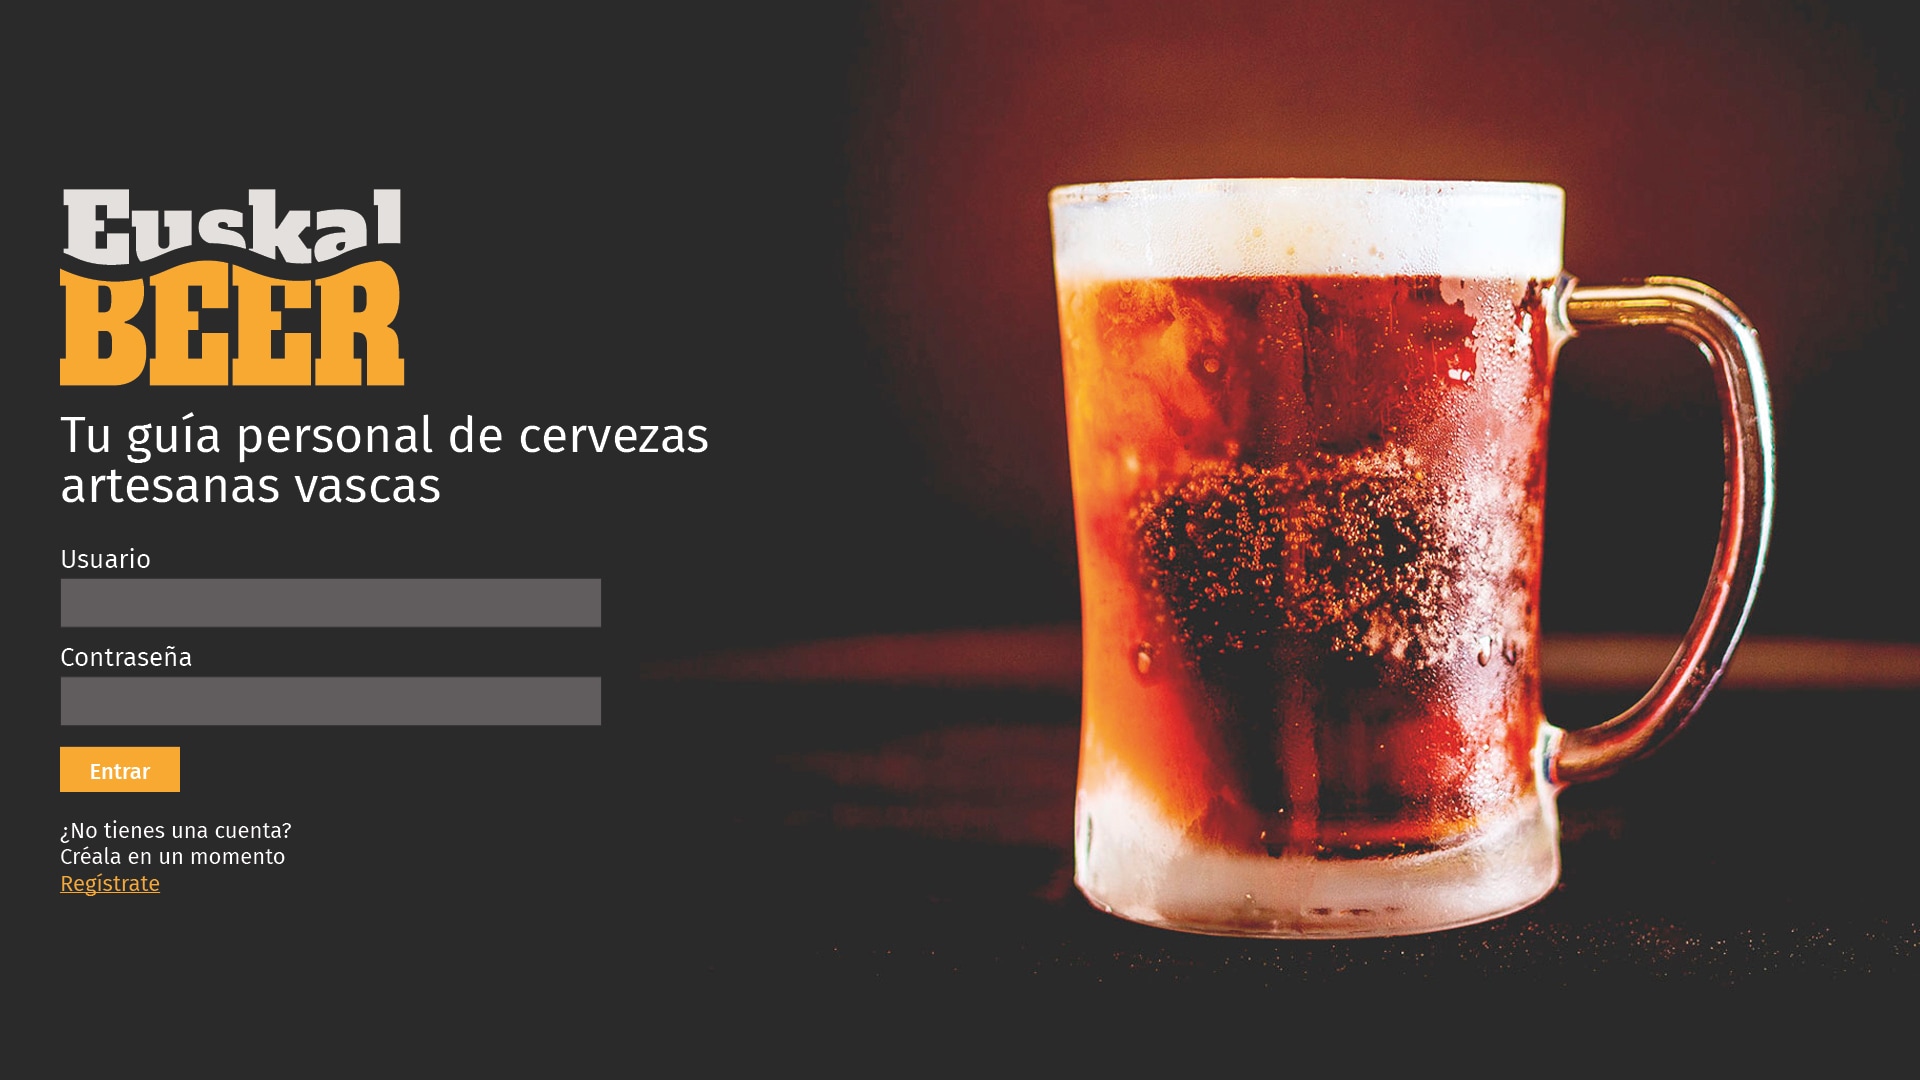 Euskal
BEER
Tu guía personal de cervezas
artesanas vascas
Usuario
Contraseña
Entrar
¿No tienes una cuenta?
Créala en un momento
Regístrate